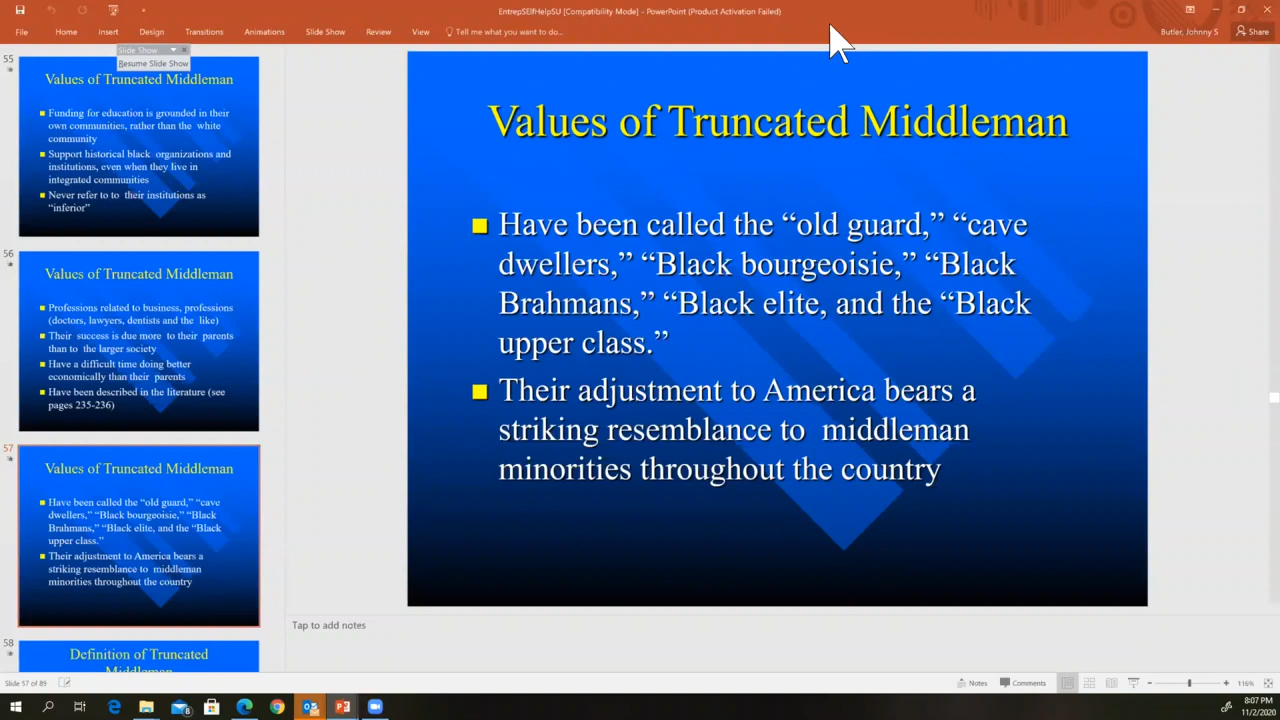 EntrepSElfHelpSU [Compatibility Mode] - PowerPoint (Product Activation Failed)
File Home Insert Design Transitions Animations Slide Show Review View Tell me what you want to do... Butler, Johnny S Share
Slide Show
Resume Slide Show
55
Values of Truncated Middleman
Funding for education is grounded in their
own communities, rather than the white
community
Support historical black organizations and
institutions, even when they live in
integrated communities
Never refer to to their institutions as
“inferior”
56
Values of Truncated Middleman
Professions related to business, professions
(doctors, lawyers, dentists and the like)
Their success is due more to their parents
than to the larger society
Have a difficult time doing better
economically than their parents
Have been described in the literature (see
pages 235-236)
57
Values of Truncated Middleman
Have been called the “old guard,” “cave
dwellers,” “Black bourgeoisie,” “Black
Brahmans,” “Black elite, and the “Black
upper class.”
Their adjustment to America bears a
striking resemblance to middleman
minorities throughout the country
58
Definition of Truncated
Middleman
Values of Truncated Middleman
Have been called the “old guard,” “cave
dwellers,” “Black bourgeoisie,” “Black
Brahmans,” “Black elite, and the “Black
upper class.”
Their adjustment to America bears a
striking resemblance to middleman
minorities throughout the country
Tap to add notes
Slide 57 of 89 Notes Comments 116%
8:07 PM
11/2/2020